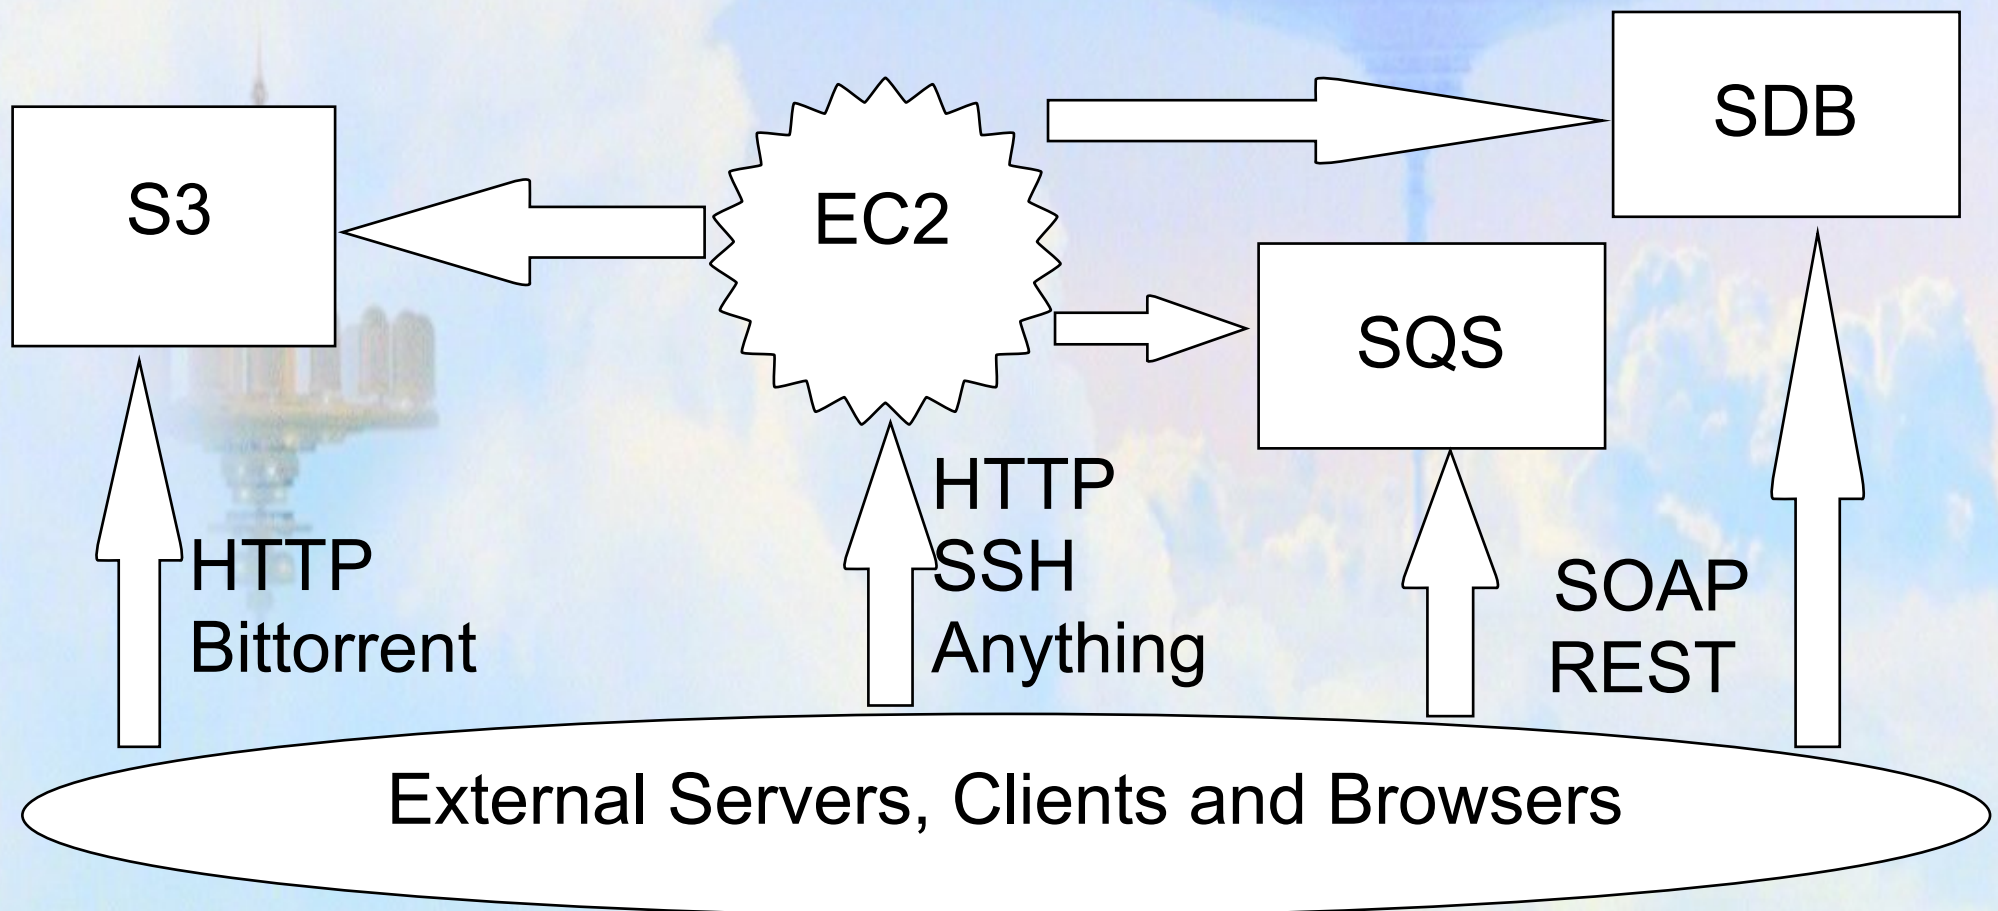 SDB
S3
EC2
SQS
HTTP
SSH
Anything
HTTP
Bittorrent
SOAP
REST
External Servers, Clients and Browsers